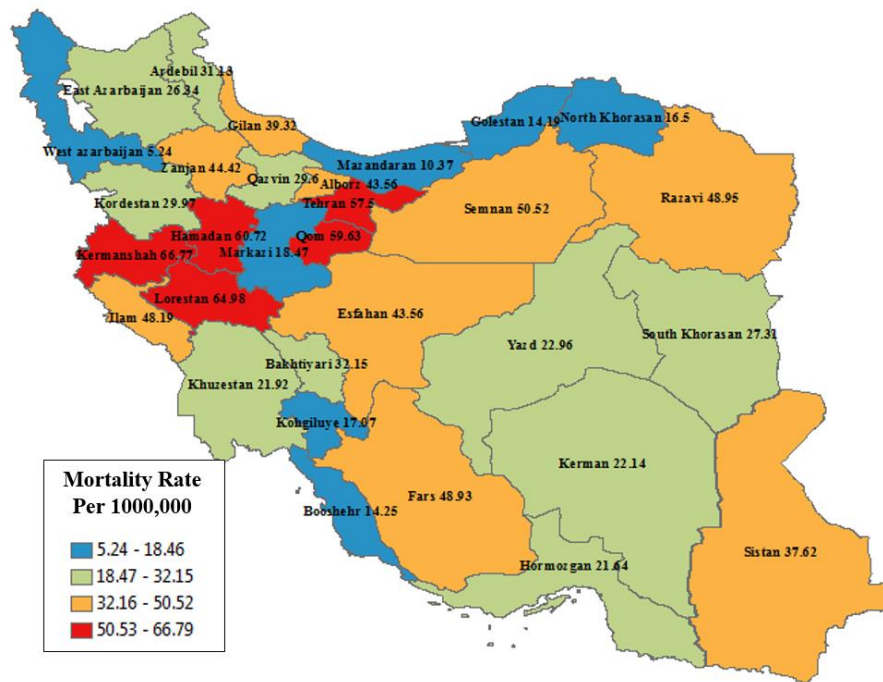 Ardebil 31.13
East Azarbaijan 26.34
Gilan 39.32
Golestan 14.19
North Khorasan 16.5
West azarbaijan 5.24
Zanjan 44.42
Mazandaran 10.37
Qazvin 29.6
Alborz 43.56
Tehran 57.5
Semnan 50.52
Razavi 48.95
Kordestan 29.97
Hamadan 60.72
Qom 59.63
Markazi 18.47
Kermanshah 66.77
Lorestan 64.98
Ilam 48.19
Esfahan 43.56
South Khorasan 27.31
Yazd 22.96
Bakhtiyari 32.15
Khuzestan 21.92
Kohgiluye 17.07
Kerman 22.14
Fars 48.93
Booshehr 14.25
Sistan 37.62
Hormozgan 21.64
Mortality Rate
Per 1000,000
5.24 - 18.46
18.47 - 32.15
32.16 - 50.52
50.53 - 66.79